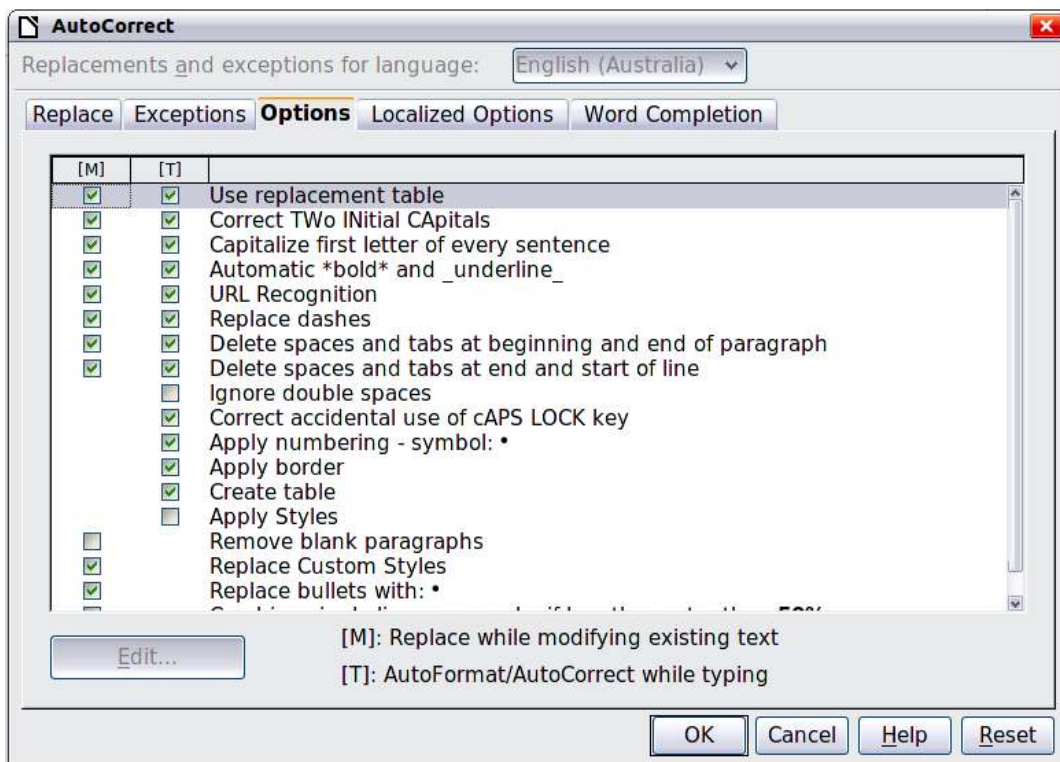 AutoCorrect
Replacements and exceptions for language: English (Australia)
Replace Exceptions Options Localized Options Word Completion
[M] [T]
Use replacement table
Correct TWo INitial CApitals
Capitalize first letter of every sentence
Automatic *bold* and _underline_
URL Recognition
Replace dashes
Delete spaces and tabs at beginning and end of paragraph
Delete spaces and tabs at end and start of line
Ignore double spaces
Correct accidental use of cAPS LOCK key
Apply numbering - symbol: •
Apply border
Create table
Apply Styles
Remove blank paragraphs
Replace Custom Styles
Replace bullets with: •
Edit...
[M]: Replace while modifying existing text
[T]: AutoFormat/AutoCorrect while typing
OK Cancel Help Reset